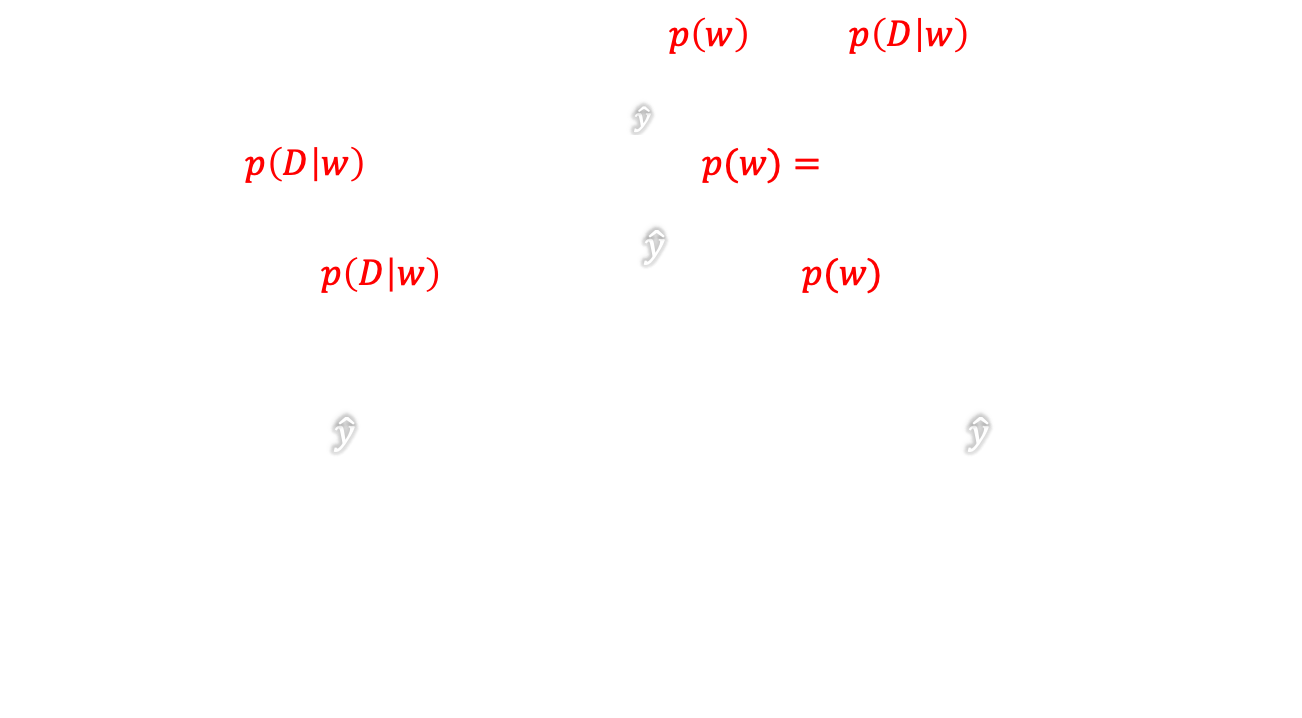 p(w) p(D|w)
ŷ
p(D|w) p(w) =
ŷ
p(D|w) p(w)
ŷ ŷ